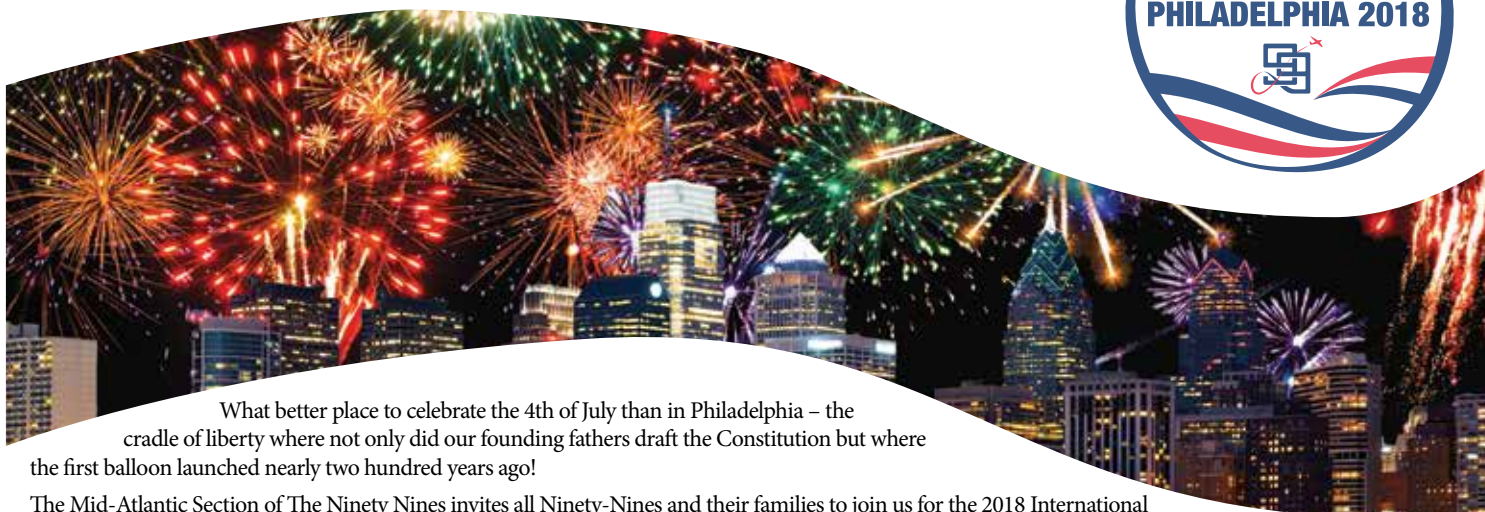 PHILADELPHIA 2018
99
What better place to celebrate the 4th of July than in Philadelphia – the
cradle of liberty where not only did our founding fathers draft the Constitution but where
the first balloon launched nearly two hundred years ago!
The Mid-Atlantic Section of The Ninety Nines invites all Ninety-Nines and their families to join us for the 2018 International